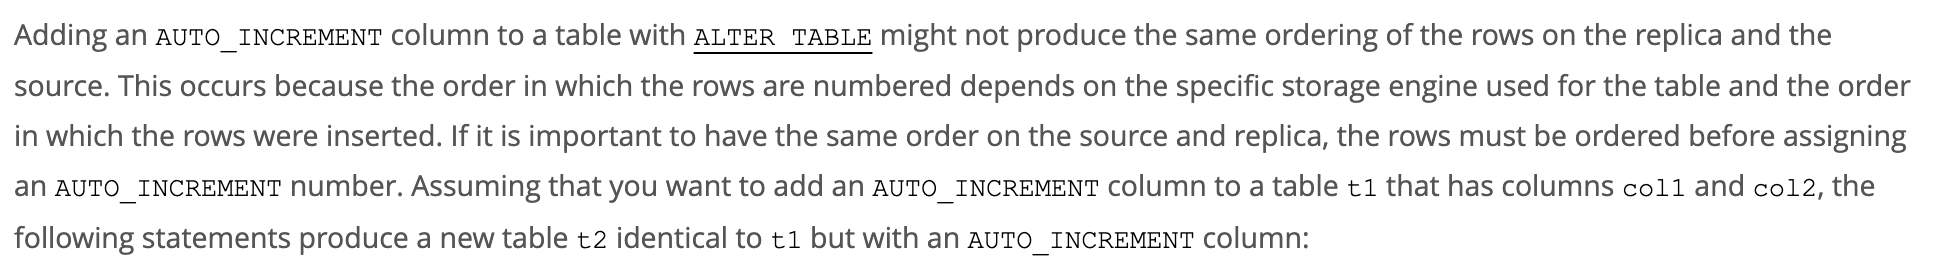 Adding an AUTO_INCREMENT column to a table with ALTER TABLE might not produce the same ordering of the rows on the replica and the
source. This occurs because the order in which the rows are numbered depends on the specific storage engine used for the table and the order
in which the rows were inserted. If it is important to have the same order on the source and replica, the rows must be ordered before assigning
an AUTO_INCREMENT number. Assuming that you want to add an AUTO_INCREMENT column to a table t1 that has columns col1 and col2, the
following statements produce a new table t2 identical to t1 but with an AUTO_INCREMENT column: